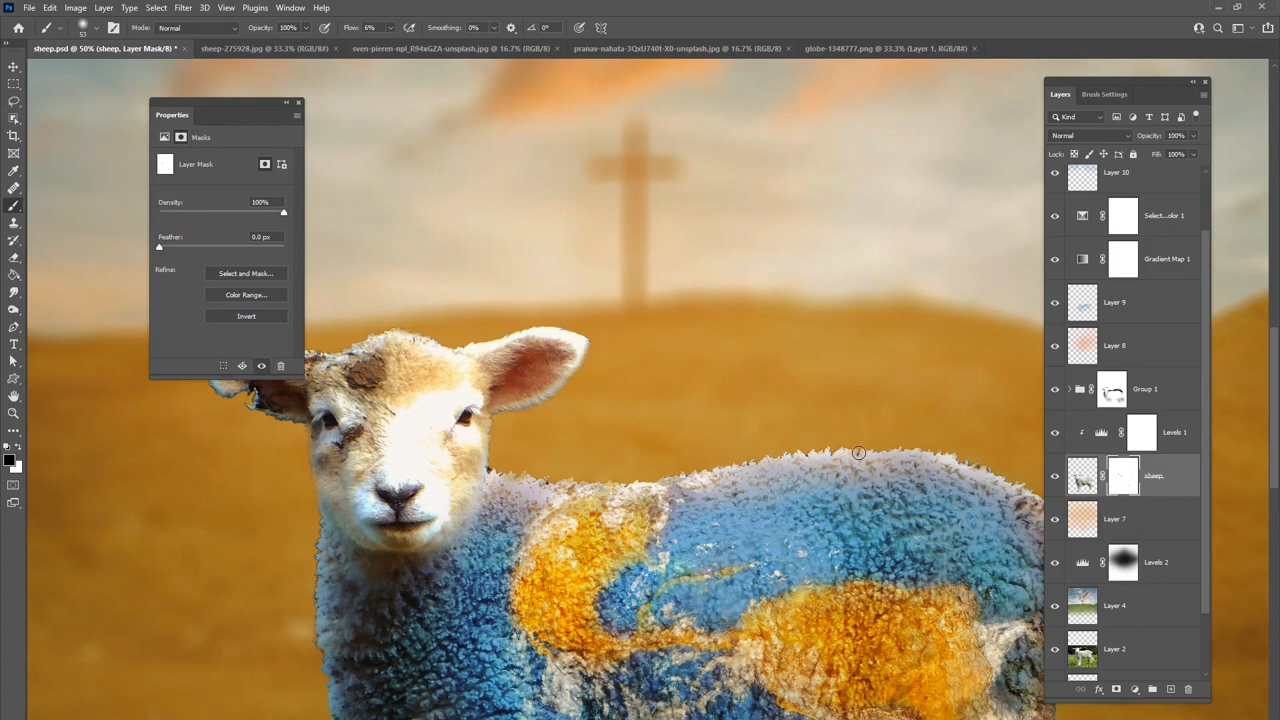 Ps File Edit Image Layer Type Select Filter 3D View Plugins Window Help
Mode: Normal Opacity: 100% Flow: 6% Smoothing: 0% 0°
53
sheep.psd @ 50% (sheep, Layer Mask/8) * × sheep-275928.jpg @ 33.3% (RGB/8#) × sven-pieren-npl_R94xGZA-unsplash.jpg @ 16.7% (RGB/8) × pranav-nahata-3QxU740t-X0-unsplash.jpg @ 16.7% (RGB/8) × globe-1348777.png @ 33.3% (Layer 1, RGB/8#) ×
Properties
Masks
Layer Mask
Density: 100%
Feather: 0.0 px
Refine: Select and Mask...
Color Range...
Invert
Layers Brush Settings
Kind
Normal Opacity: 100%
Lock: Fill: 100%
Layer 10
Select...olor 1
Gradient Map 1
Layer 9
Layer 8
Group 1
Levels 1
sheep
Layer 7
Levels 2
Layer 4
Layer 2
fx